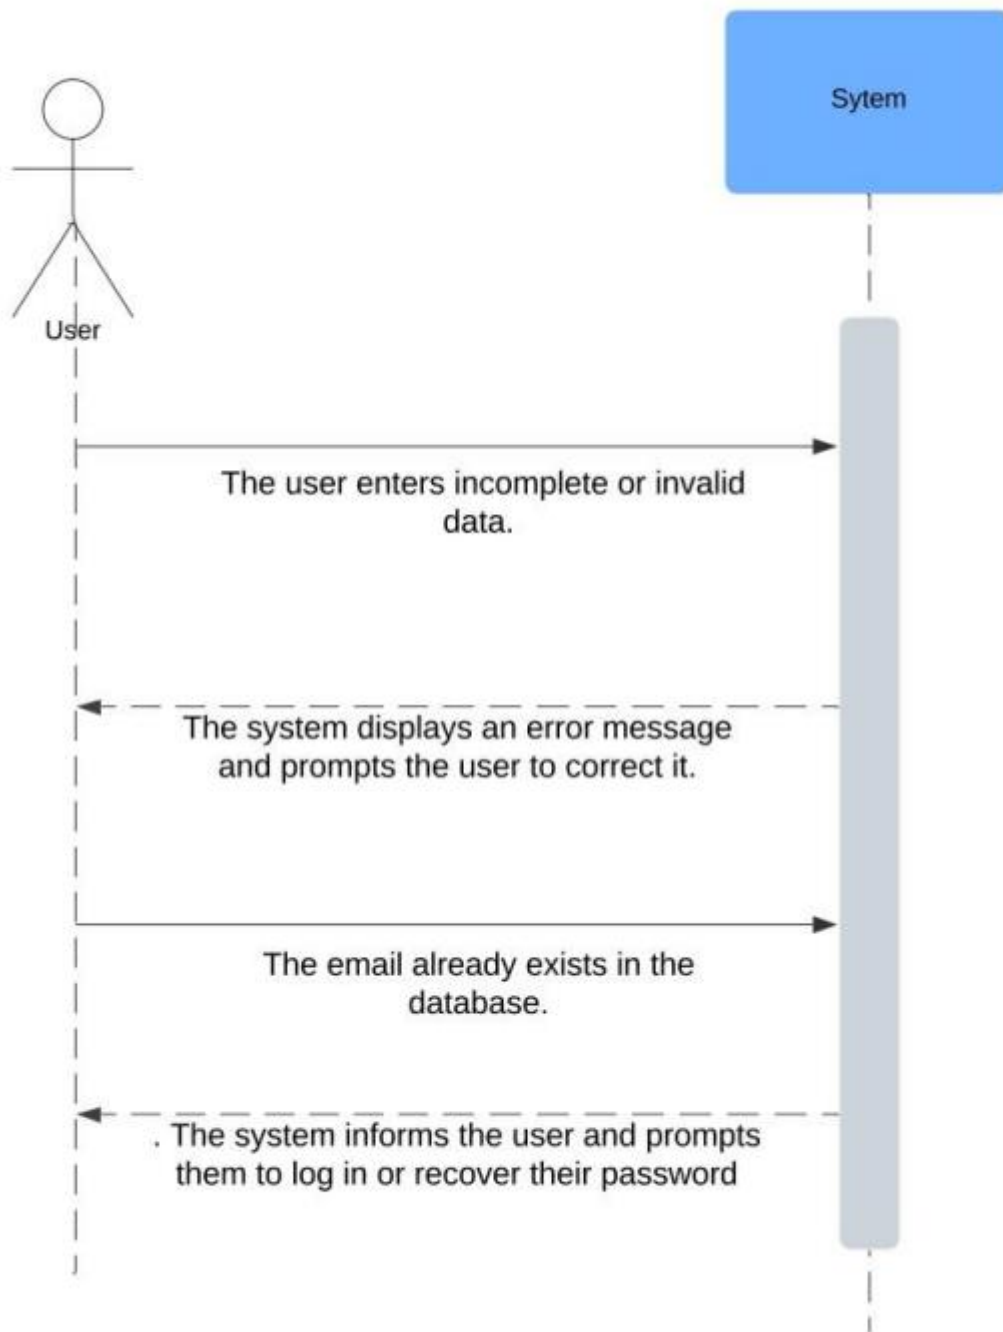 Sytem
User
The user enters incomplete or invalid
data.
The system displays an error message
and prompts the user to correct it.
The email already exists in the
database.
. The system informs the user and prompts
them to log in or recover their password